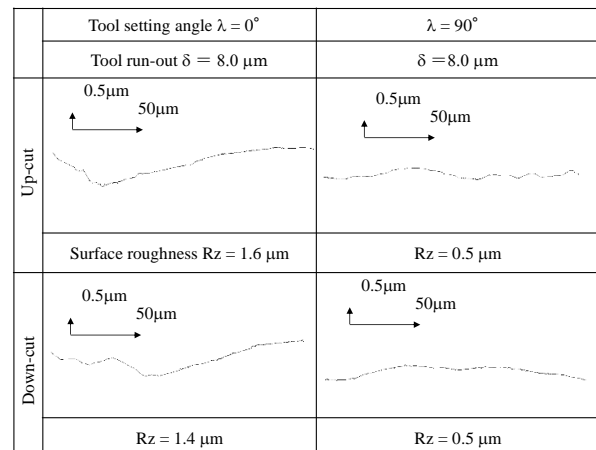 Tool setting angle λ = 0°
λ = 90°
Tool run-out δ = 8.0 μm
δ =8.0 μm
Up-cut
0.5μm
50μm
0.5μm
50μm
Surface roughness Rz = 1.6 μm
Rz = 0.5 μm
Down-cut
0.5μm
50μm
0.5μm
50μm
Rz = 1.4 μm
Rz = 0.5 μm